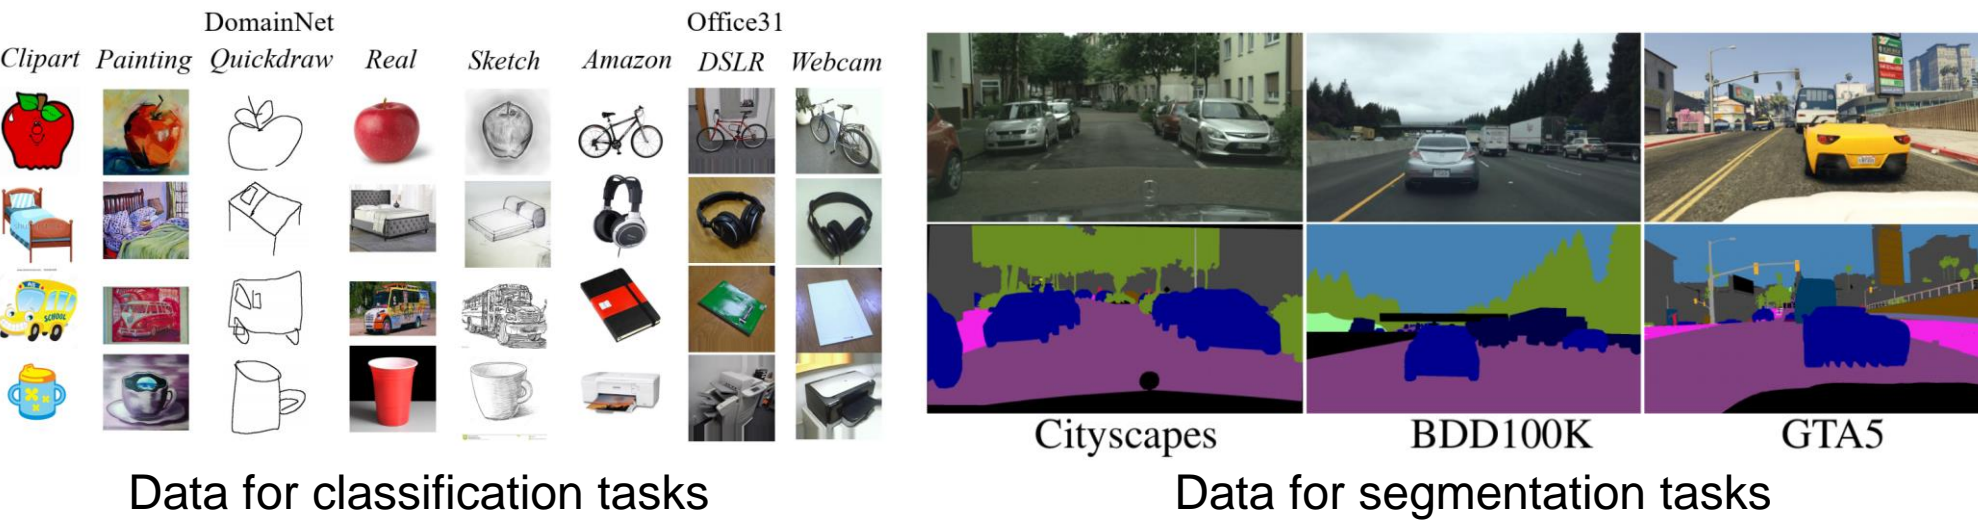 DomainNet
Office31
Clipart Painting Quickdraw Real Sketch Amazon DSLR Webcam
SCHOOL
Cityscapes
BDD100K
GTA5
Data for classification tasks
Data for segmentation tasks